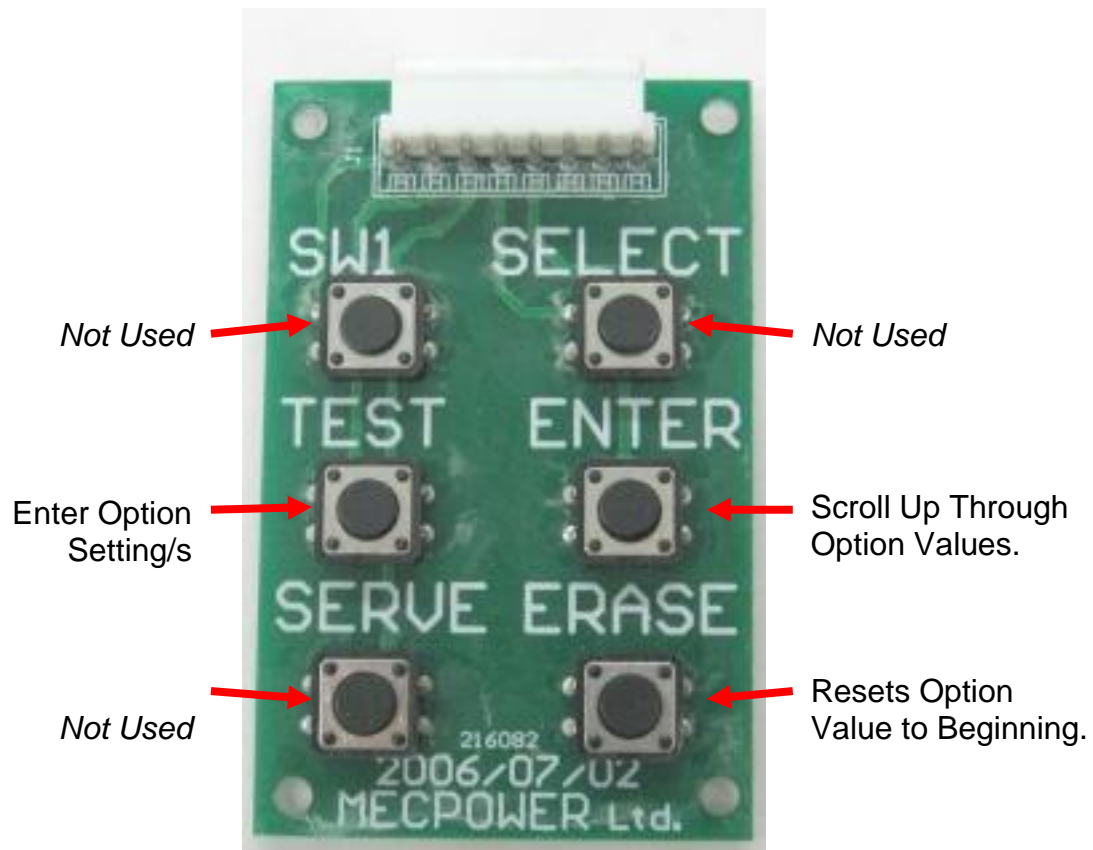 SW1 SELECT
Not Used
Not Used
TEST ENTER
Enter Option
Setting/s
Scroll Up Through
Option Values.
SERVE ERASE
Not Used
Resets Option
Value to Beginning.
216082
2006/07/02
MECPOWER Ltd.